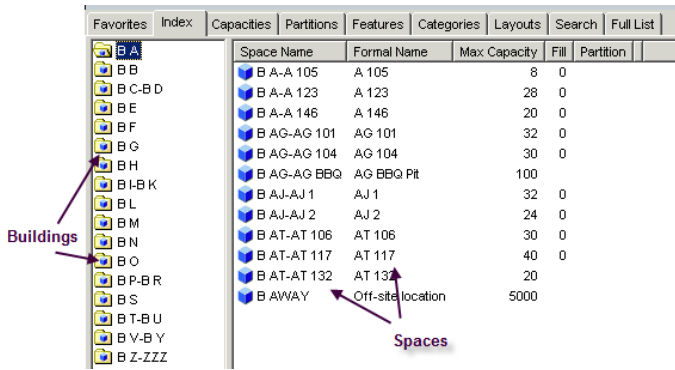 Favorites Index Capacities Partitions Features Categories Layouts Search Full List
Space Name Formal Name Max Capacity Fill Partition
B A
B B
B C-B D
B E
B F
B G
B H
B I-B K
B L
B M
B N
B O
B P-B R
B S
B T-B U
B V-B Y
B Z-ZZZ
B A-A 105 A 105 8 0
B A-A 123 A 123 28 0
B A-A 146 A 146 20 0
B AG-AG 101 AG 101 32 0
B AG-AG 104 AG 104 30 0
B AG-AG BBQ AG BBQ Pit 100
B AJ-AJ 1 AJ 1 32 0
B AJ-AJ 2 AJ 2 24 0
B AT-AT 106 AT 106 30 0
B AT-AT 117 AT 117 40 0
B AT-AT 132 AT 132 20
B AWAY Off-site location 5000
Buildings
Spaces